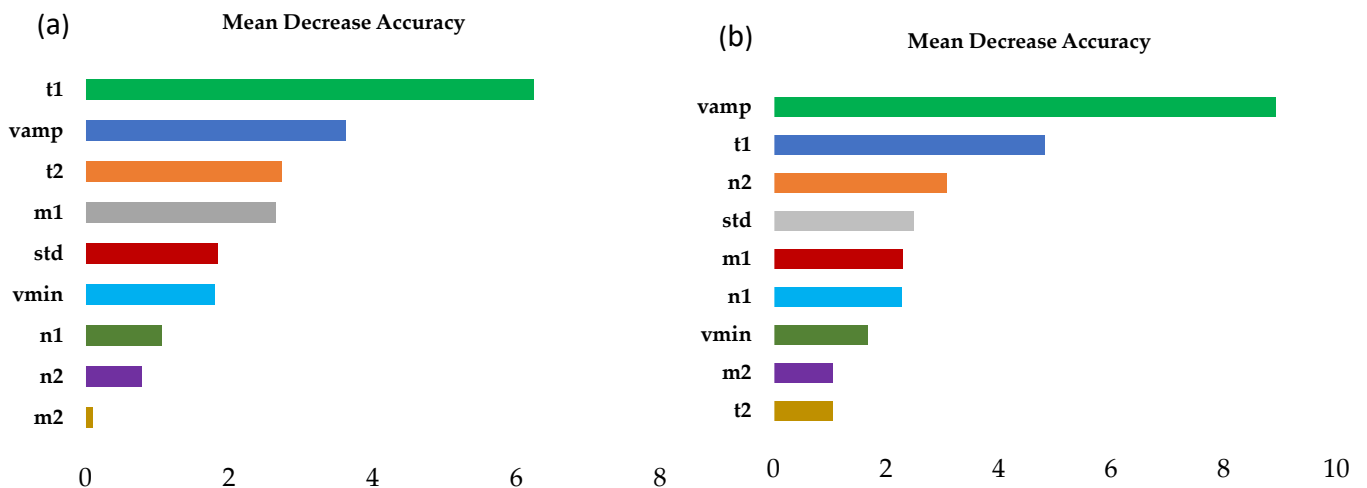 (a)
Mean Decrease Accuracy
t1
vamp
t2
m1
std
vmin
n1
n2
m2
0 2 4 6 8
(b)
Mean Decrease Accuracy
vamp
t1
n2
std
m1
n1
vmin
m2
t2
0 2 4 6 8 10